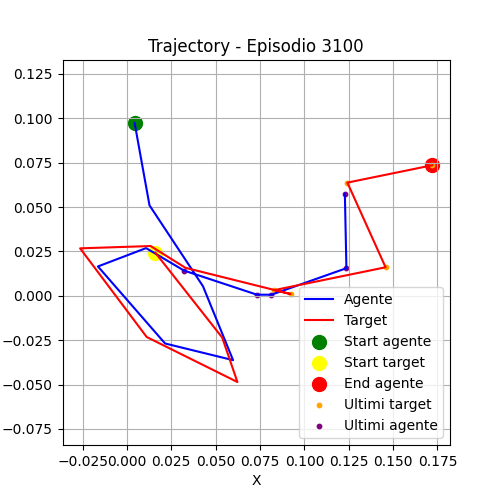 Trajectory - Episodio 3100
0.125
0.100
0.075
0.050
0.025
0.000
−0.025
−0.050
−0.075
Agente
Target
Start agente
Start target
End agente
Ultimi target
Ultimi agente
−0.025 0.000 0.025 0.050 0.075 0.100 0.125 0.150 0.175
X